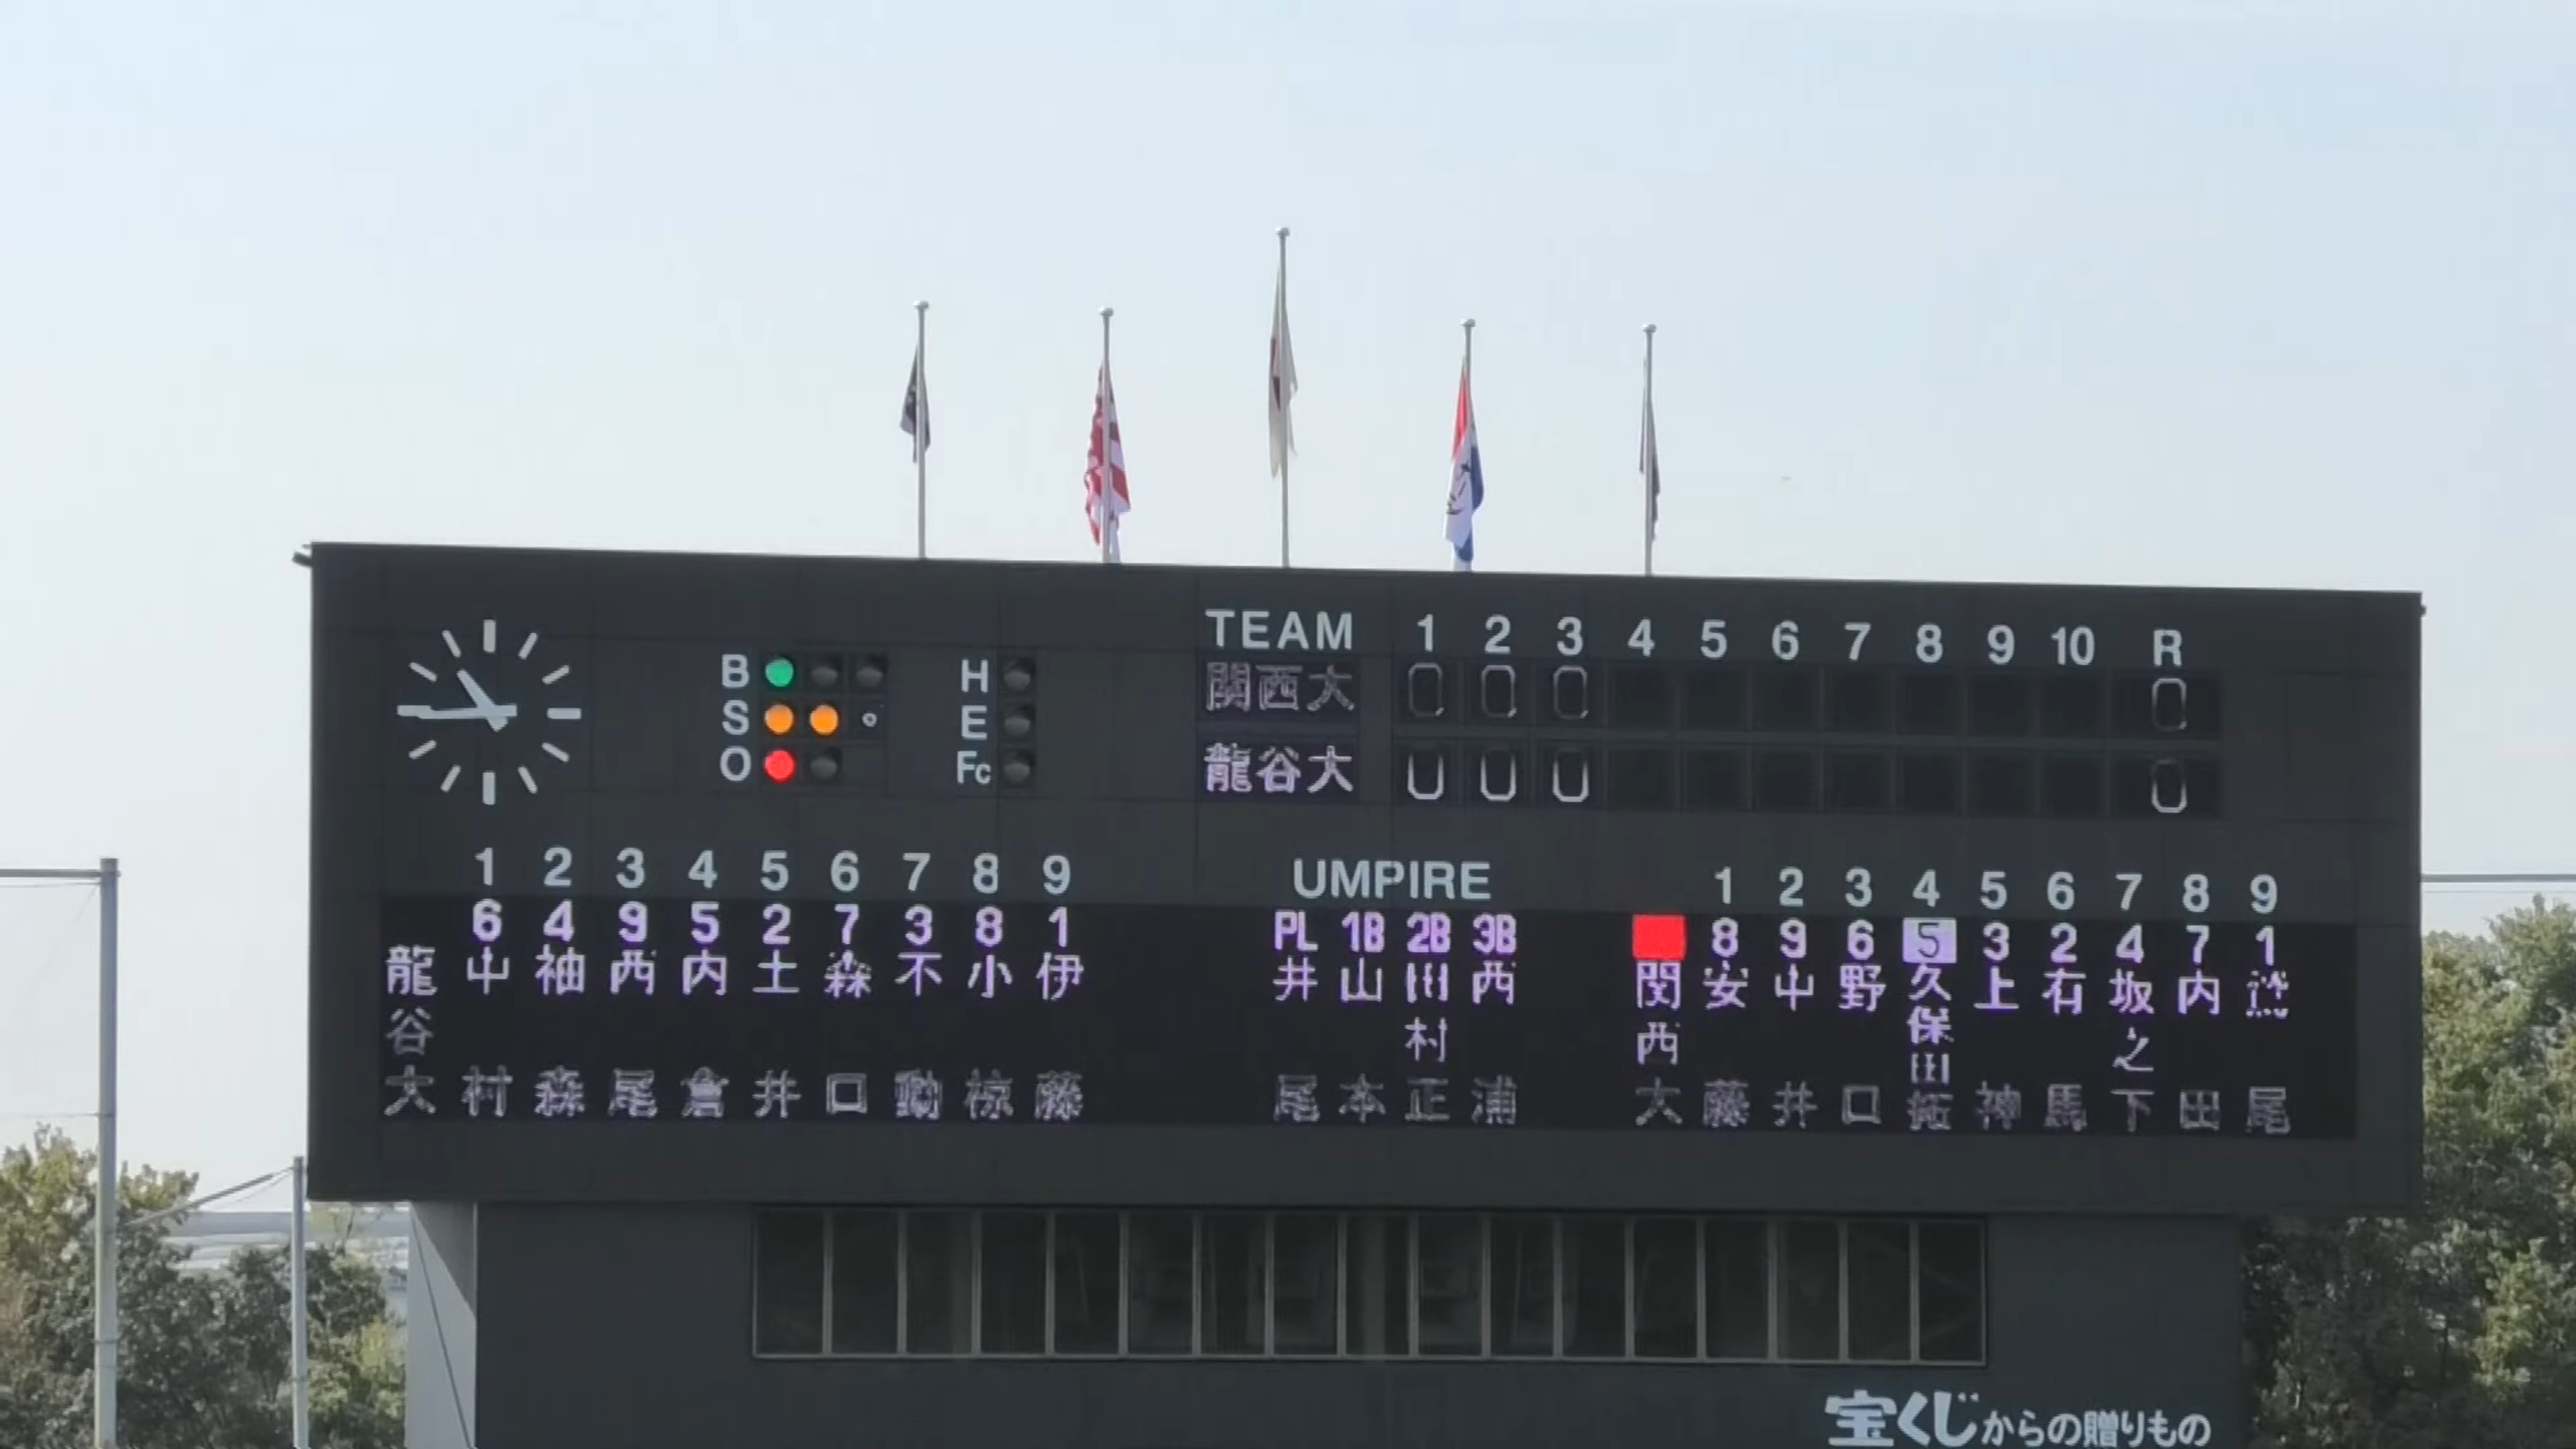 TEAM 1 2 3 4 5 6 7 8 9 10 R
関西大 0 0 0 0
龍谷大 0 0 0 0
B
S
O
H
E
Fc
1 2 3 4 5 6 7 8 9
6 4 9 5 2 7 3 8 1
龍谷大
中村
袖森
西尾
内倉
土井
森口
不動
小椋
伊藤
UMPIRE
PL 1B 2B 3B
井尾
山本
田村正
西浦
1 2 3 4 5 6 7 8 9
8 9 6 5 3 2 4 7 1
関西大
安藤
中井
野口
久保田拓
上神
有馬
坂之下
内田
鷲尾
宝くじからの贈りもの